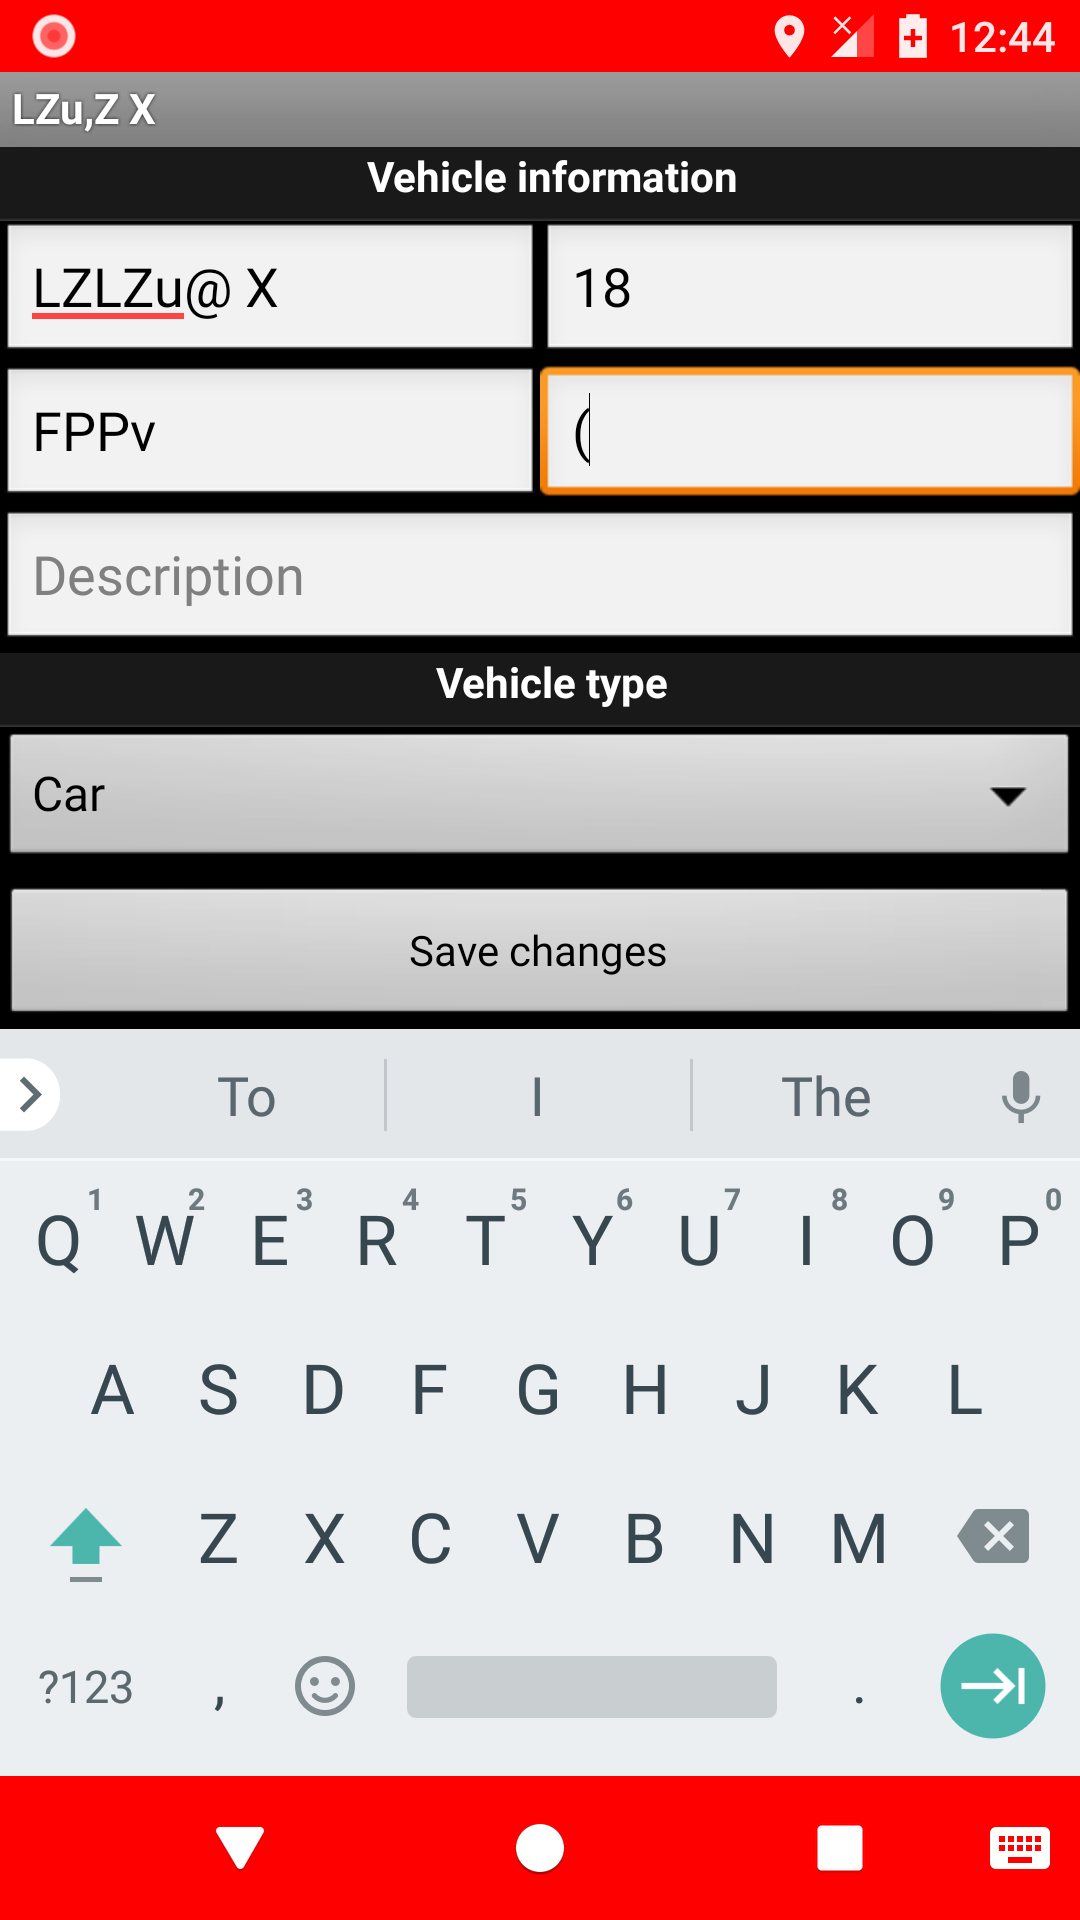 12:44
LZu,Z X
Vehicle information
LZLZu@ X 18
FPPv (
Description
Vehicle type
Car
Save changes
To I The
1 2 3 4 5 6 7 8 9 0
Q W E R T Y U I O P
A S D F G H J K L
Z X C V B N M
?123 , .